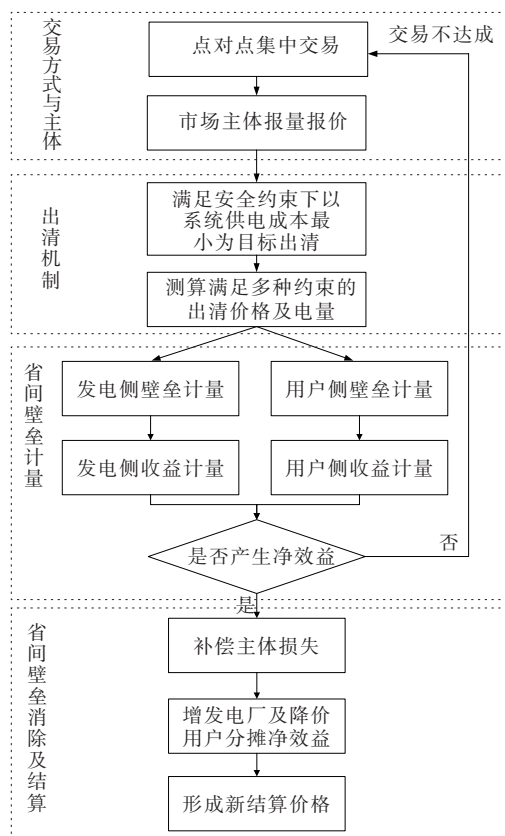 交易方式与主体
点对点集中交易
交易不达成
市场主体报量报价
出清机制
满足安全约束下以
系统供电成本最
小为目标出清
测算满足多种约束的
出清价格及电量
省间壁垒计量
发电侧壁垒计量
用户侧壁垒计量
发电侧收益计量
用户侧收益计量
是否产生净效益
否
是
省间壁垒消除及结算
补偿主体损失
增发电厂及降价
用户分摊净效益
形成新结算价格